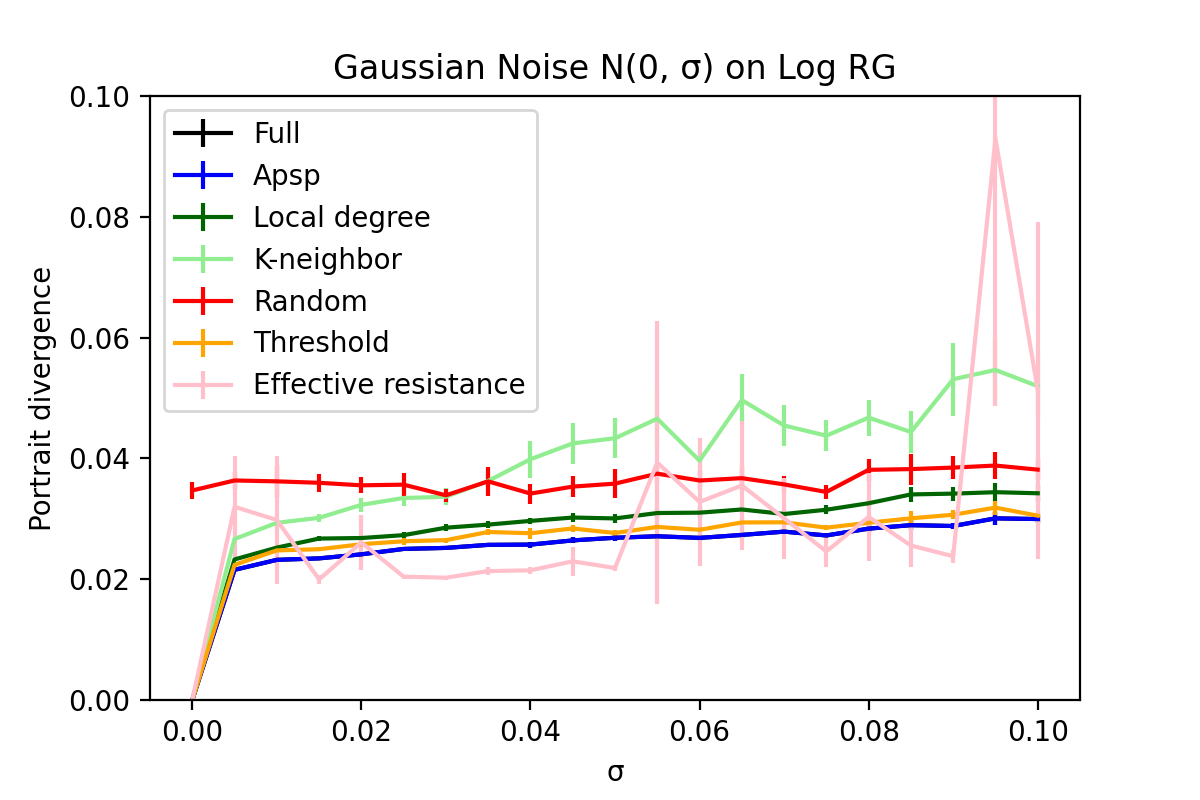 Gaussian Noise N(0, σ) on Log RG
Portrait divergence
0.10
0.08
0.06
0.04
0.02
0.00
Full
Apsp
Local degree
K-neighbor
Random
Threshold
Effective resistance
0.00 0.02 0.04 0.06 0.08 0.10
σ